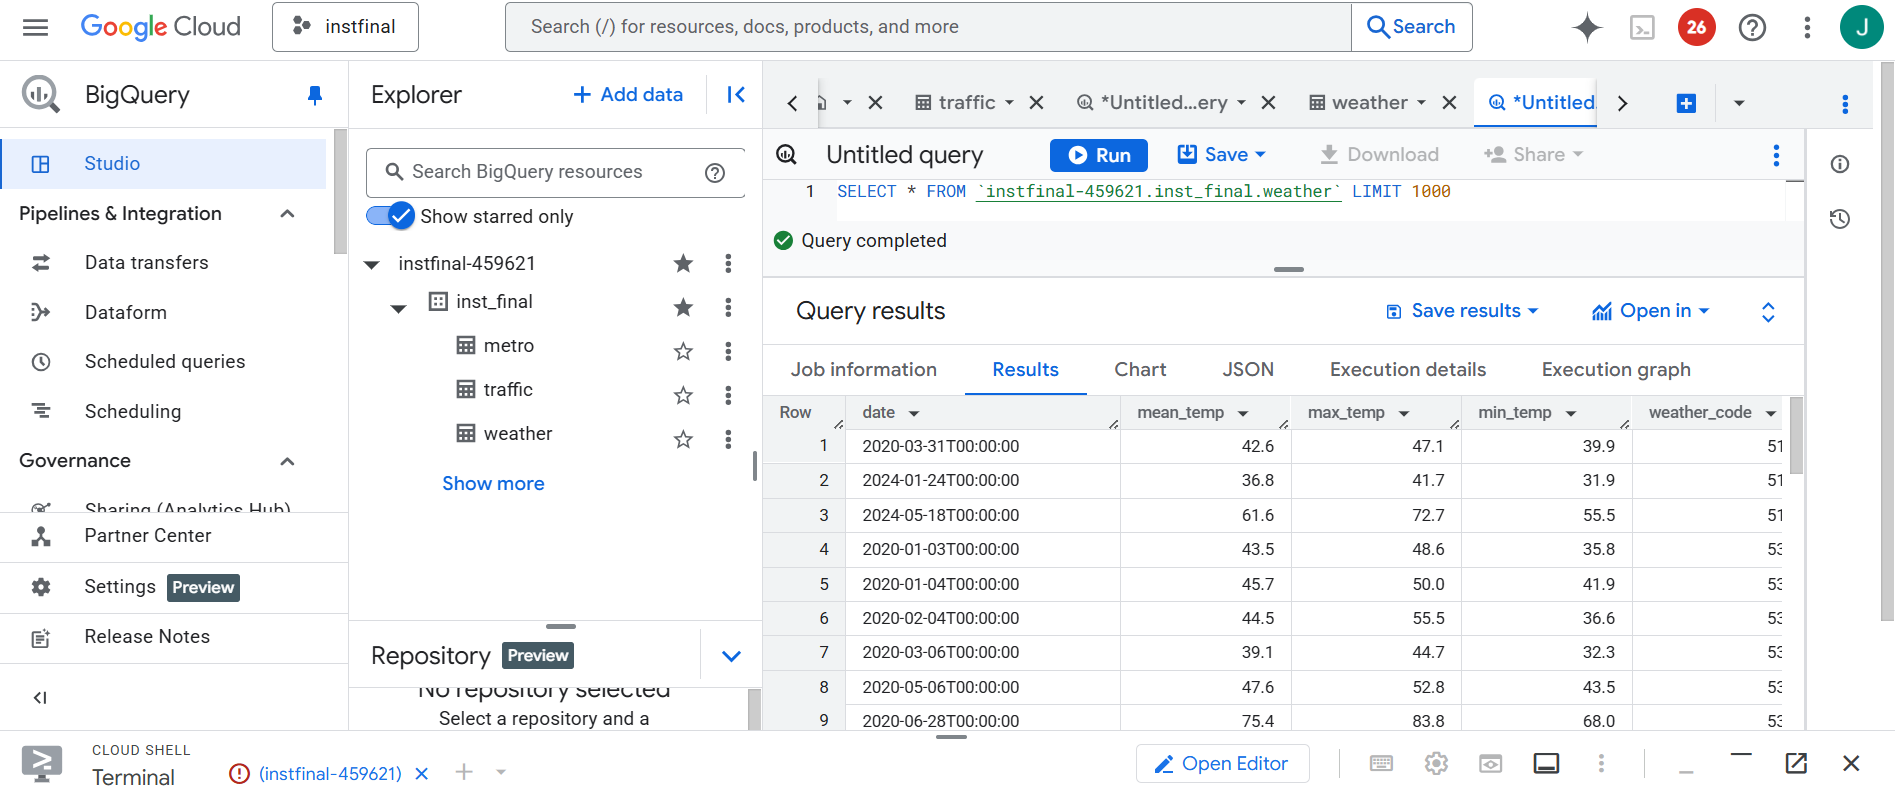 Google Cloud
instfinal
Search (/) for resources, docs, products, and more
Search
26
J
BigQuery
Studio
Pipelines & Integration
Data transfers
Dataform
Scheduled queries
Scheduling
Governance
Sharing (Analytics Hub)
Partner Center
Settings Preview
Release Notes
Explorer
+ Add data
Search BigQuery resources
Show starred only
instfinal-459621
inst_final
metro
traffic
weather
Show more
Repository Preview
No repository selected
Select a repository and a
traffic
*Untitled...ery
weather
*Untitled
Untitled query
Run
Save
Download
Share
1 SELECT * FROM `instfinal-459621.inst_final.weather` LIMIT 1000
Query completed
Query results
Save results
Open in
Job information Results Chart JSON Execution details Execution graph
Row date mean_temp max_temp min_temp weather_code
1 2020-03-31T00:00:00 42.6 47.1 39.9 51
2 2024-01-24T00:00:00 36.8 41.7 31.9 51
3 2024-05-18T00:00:00 61.6 72.7 55.5 51
4 2020-01-03T00:00:00 43.5 48.6 35.8 53
5 2020-01-04T00:00:00 45.7 50.0 41.9 53
6 2020-02-04T00:00:00 44.5 55.5 36.6 53
7 2020-03-06T00:00:00 39.1 44.7 32.3 53
8 2020-05-06T00:00:00 47.6 52.8 43.5 53
9 2020-06-28T00:00:00 75.4 83.8 68.0 53
CLOUD SHELL
Terminal
(instfinal-459621)
Open Editor